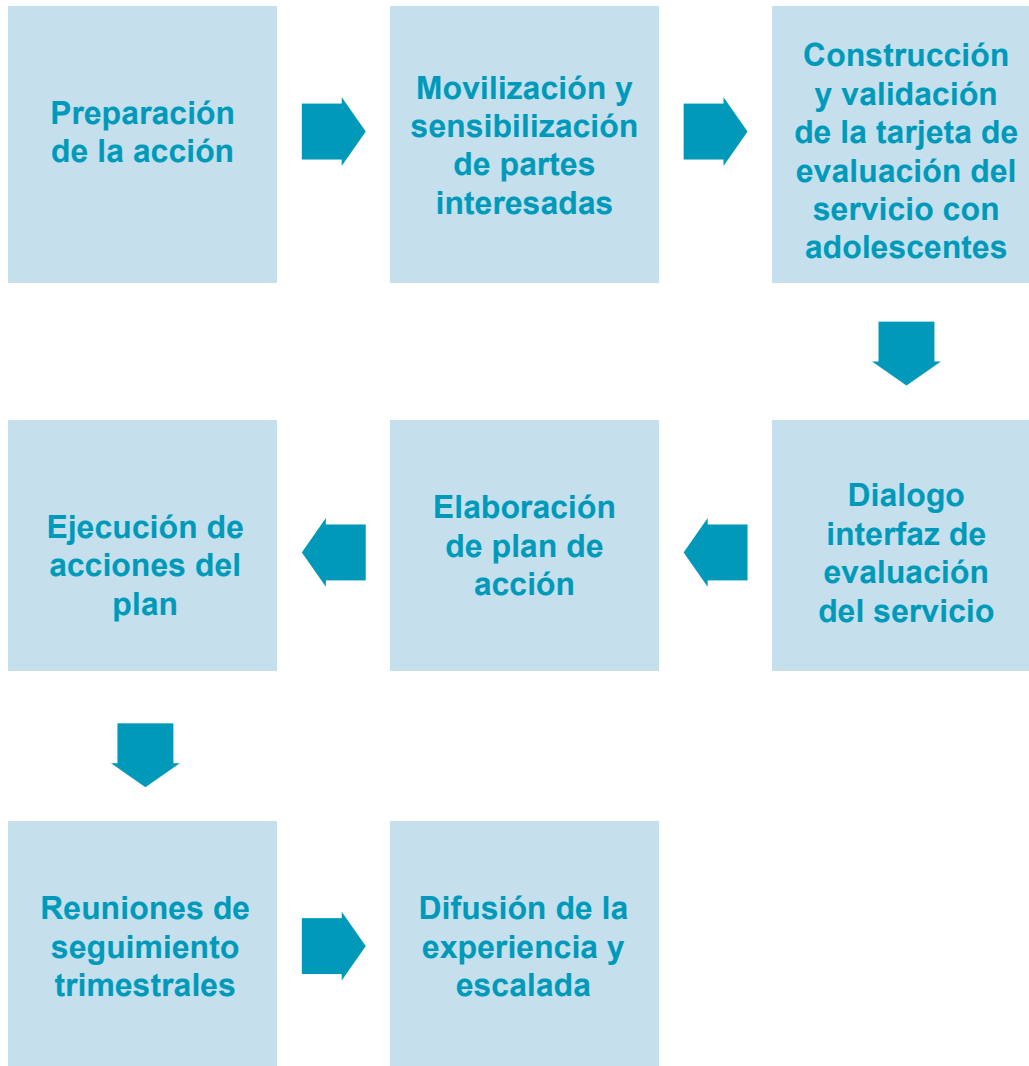 Preparación
de la acción
Movilización y
sensibilización
de partes
interesadas
Construcción
y validación
de la tarjeta de
evaluación del
servicio con
adolescentes
Dialogo
interfaz de
evaluación
del servicio
Elaboración
de plan de
acción
Ejecución de
acciones del
plan
Reuniones de
seguimiento
trimestrales
Difusión de la
experiencia y
escalada